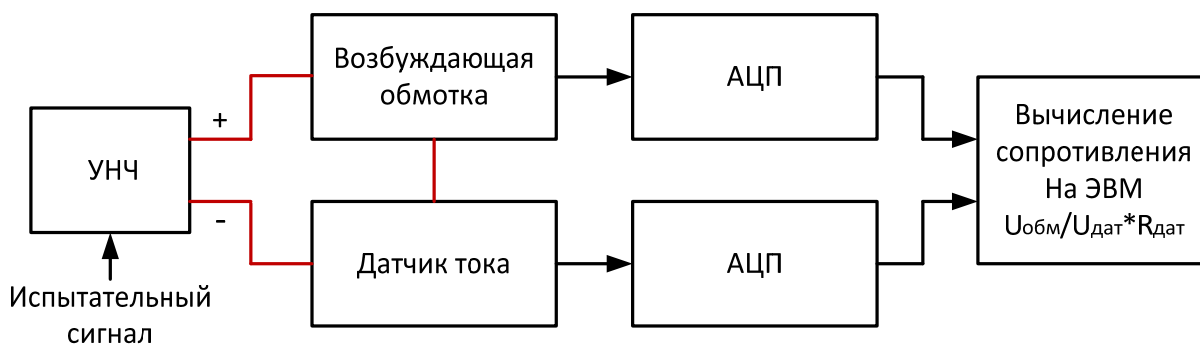 Возбуждающая
обмотка
АЦП
+
УНЧ
-
Датчик тока
АЦП
Вычисление
сопротивления
На ЭВМ
Uобм/Uдат*Rдат
Испытательный
сигнал